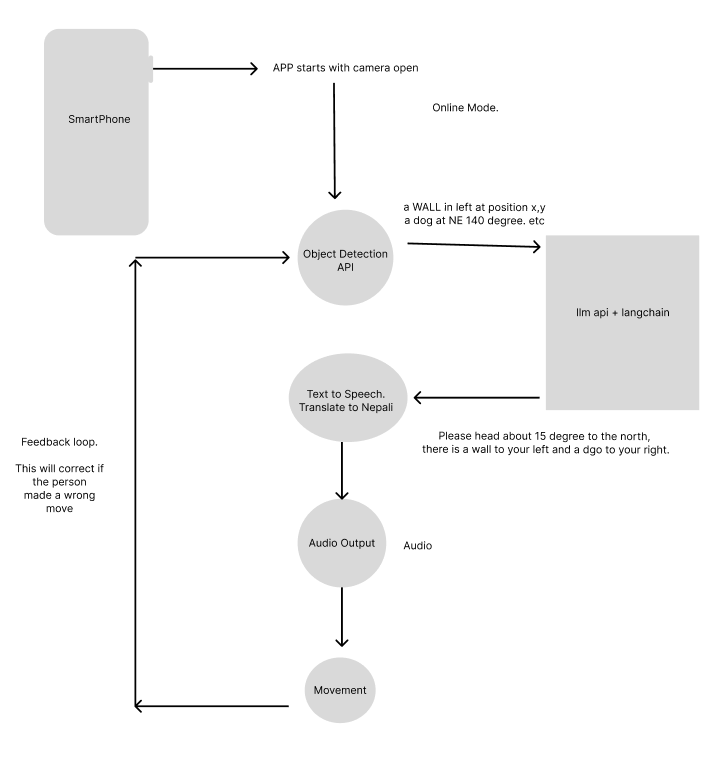 SmartPhone
APP starts with camera open
Online Mode.
a WALL in left at position x,y
a dog at NE 140 degree. etc
Object Detection
API
llm api + langchain
Text to Speech.
Translate to Nepali
Please head about 15 degree to the north,
there is a wall to your left and a dgo to your right.
Feedback loop.
This will correct if
the person
made a wrong
move
Audio Output
Audio
Movement